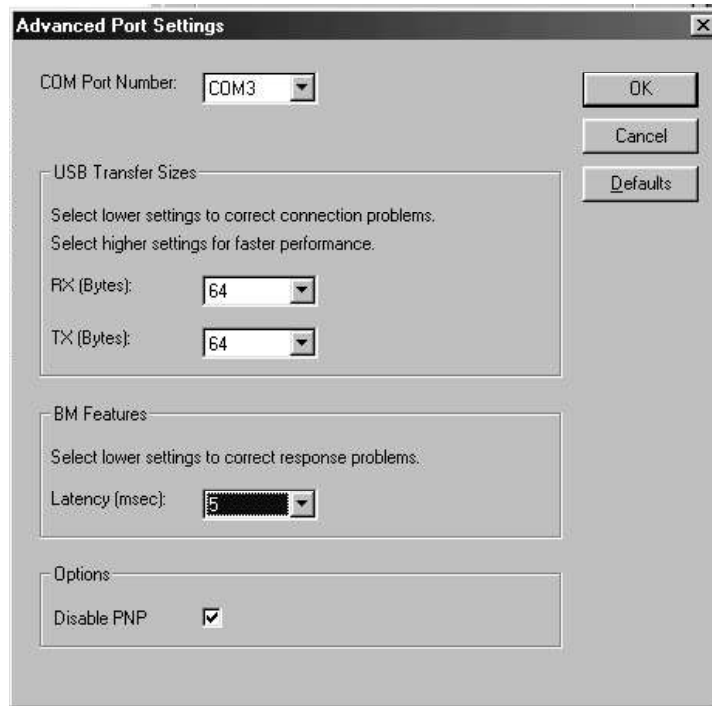 Advanced Port Settings
COM Port Number: COM3
OK
Cancel
Defaults
USB Transfer Sizes
Select lower settings to correct connection problems.
Select higher settings for faster performance.
RX (Bytes): 64
TX (Bytes): 64
BM Features
Select lower settings to correct response problems.
Latency (msec): 5
Options
Disable PNP